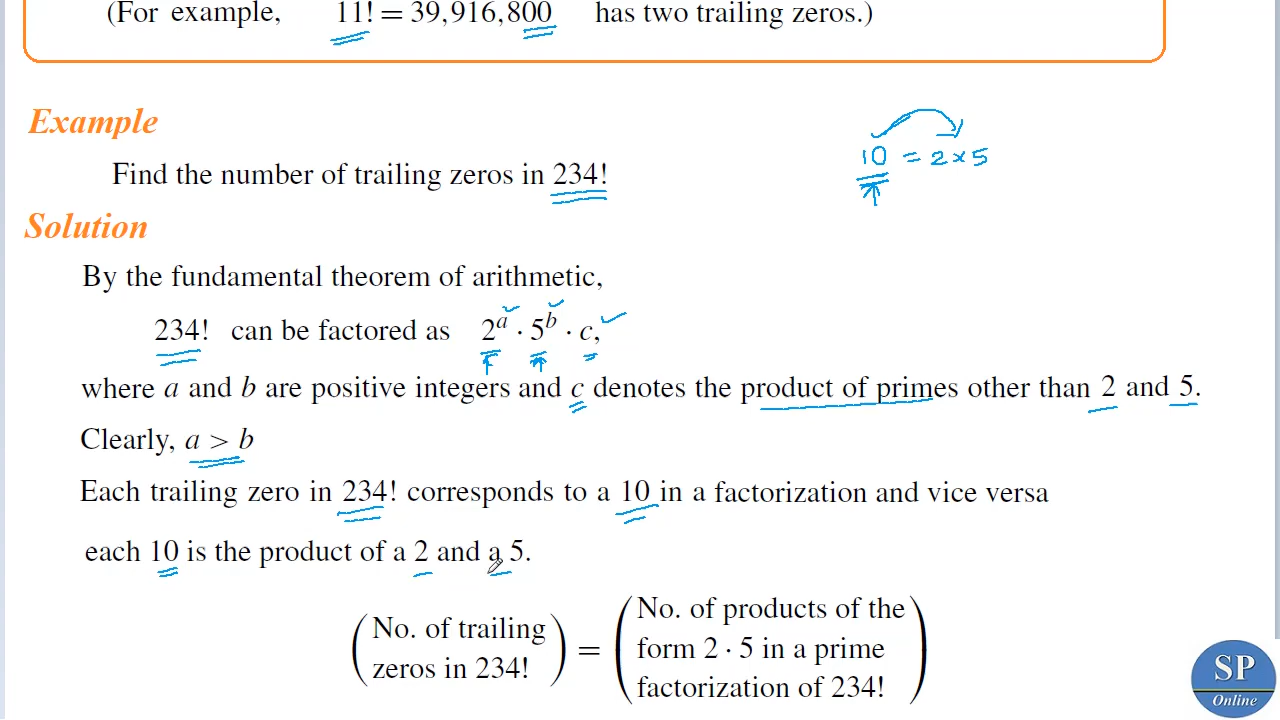 (For example, 11! = 39,916,800 has two trailing zeros.)
Example
10 = 2 × 5
Find the number of trailing zeros in 234!
Solution
By the fundamental theorem of arithmetic,
234! can be factored as 2^a · 5^b · c,
where a and b are positive integers and c denotes the product of primes other than 2 and 5.
Clearly, a > b
Each trailing zero in 234! corresponds to a 10 in a factorization and vice versa
each 10 is the product of a 2 and a 5.
(No. of trailing zeros in 234!) = (No. of products of the
form 2 · 5 in a prime
factorization of 234!)
SP
Online